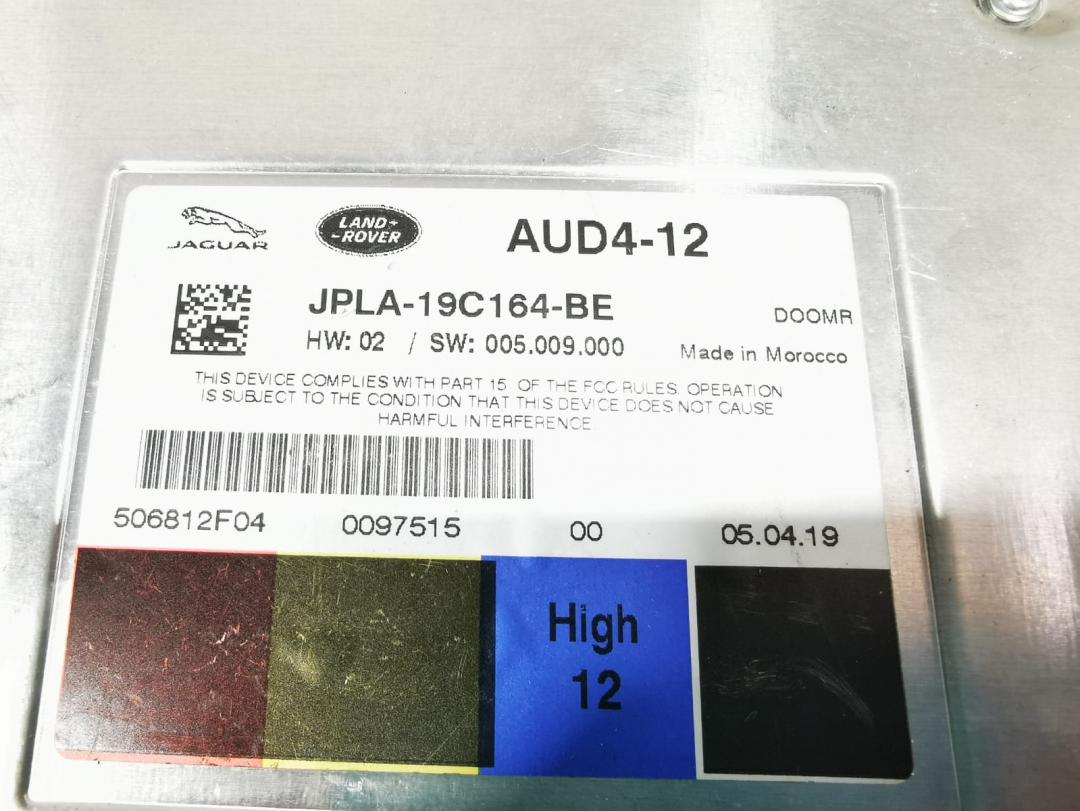 JAGUAR
LAND-
-ROVER
AUD4-12
JPLA-19C164-BE
DOOMR
HW: 02 / SW: 005.009.000
Made in Morocco
THIS DEVICE COMPLIES WITH PART 15 OF THE FCC RULES. OPERATION
IS SUBJECT TO THE CONDITION THAT THIS DEVICE DOES NOT CAUSE
HARMFUL INTERFERENCE
506812F04 0097515 00 05.04.19
High
12